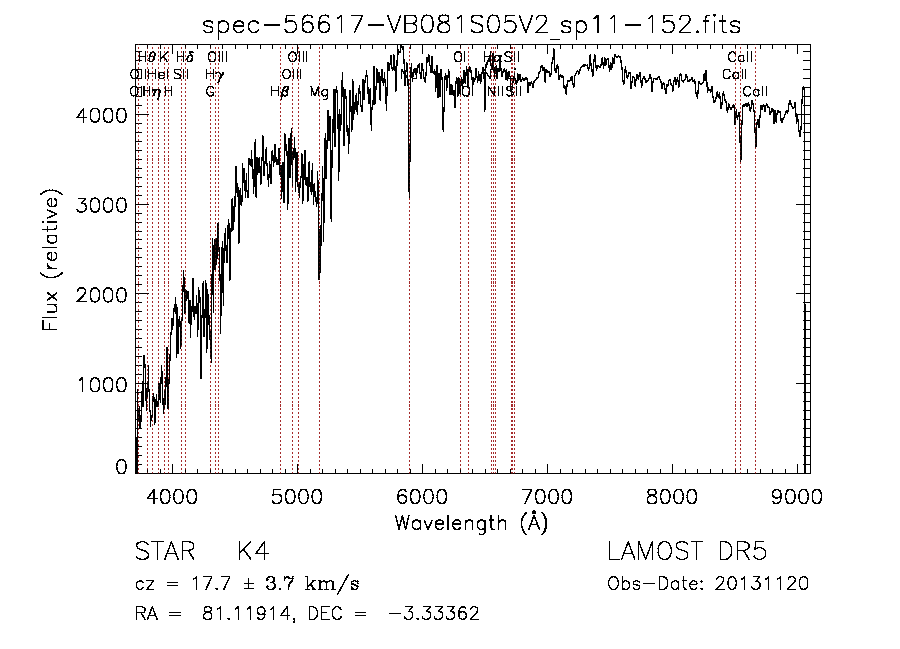 spec-56617-VB081S05V2_sp11-152.fits
Hθ K Hδ OIII OIII OI Hα SII CaII
OII HeI SII Hγ OIII CaII
OII Hη H G Hβ Mg OI NII SII CaII
4000
3000
2000
1000
0
Flux (relative)
4000 5000 6000 7000 8000 9000
Wavelength (Å)
STAR K4
LAMOST DR5
cz = 17.7 ± 3.7 km/s
Obs-Date: 20131120
RA = 81.11914, DEC = -3.33362